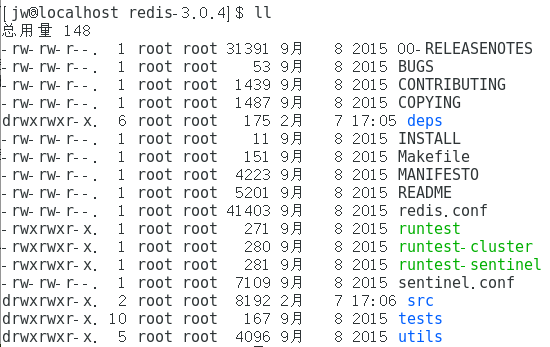 [jw@localhost redis-3.0.4]$ ll
总用量 148
-rw-rw-r--. 1 root root 31391 9月 8 2015 00-RELEASENOTES
-rw-rw-r--. 1 root root 53 9月 8 2015 BUGS
-rw-rw-r--. 1 root root 1439 9月 8 2015 CONTRIBUTING
-rw-rw-r--. 1 root root 1487 9月 8 2015 COPYING
drwxrwxr-x. 6 root root 175 2月 7 17:05 deps
-rw-rw-r--. 1 root root 11 9月 8 2015 INSTALL
-rw-rw-r--. 1 root root 151 9月 8 2015 Makefile
-rw-rw-r--. 1 root root 4223 9月 8 2015 MANIFESTO
-rw-rw-r--. 1 root root 5201 9月 8 2015 README
-rw-rw-r--. 1 root root 41403 9月 8 2015 redis.conf
-rwxrwxr-x. 1 root root 271 9月 8 2015 runtest
-rwxrwxr-x. 1 root root 280 9月 8 2015 runtest-cluster
-rwxrwxr-x. 1 root root 281 9月 8 2015 runtest-sentinel
-rw-rw-r--. 1 root root 7109 9月 8 2015 sentinel.conf
drwxrwxr-x. 2 root root 8192 2月 7 17:06 src
drwxrwxr-x. 10 root root 167 9月 8 2015 tests
drwxrwxr-x. 5 root root 4096 9月 8 2015 utils